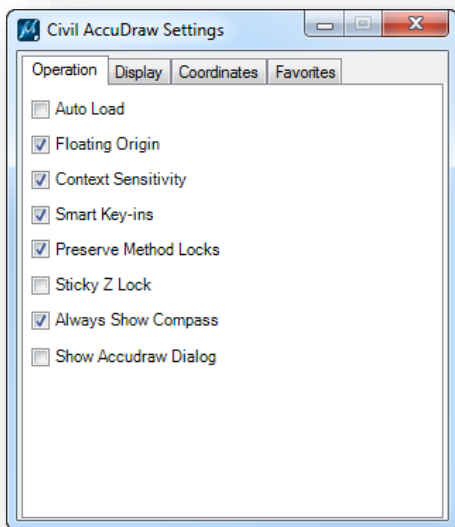 Civil AccuDraw Settings
Operation Display Coordinates Favorites
Auto Load
Floating Origin
Context Sensitivity
Smart Key-ins
Preserve Method Locks
Sticky Z Lock
Always Show Compass
Show Accudraw Dialog